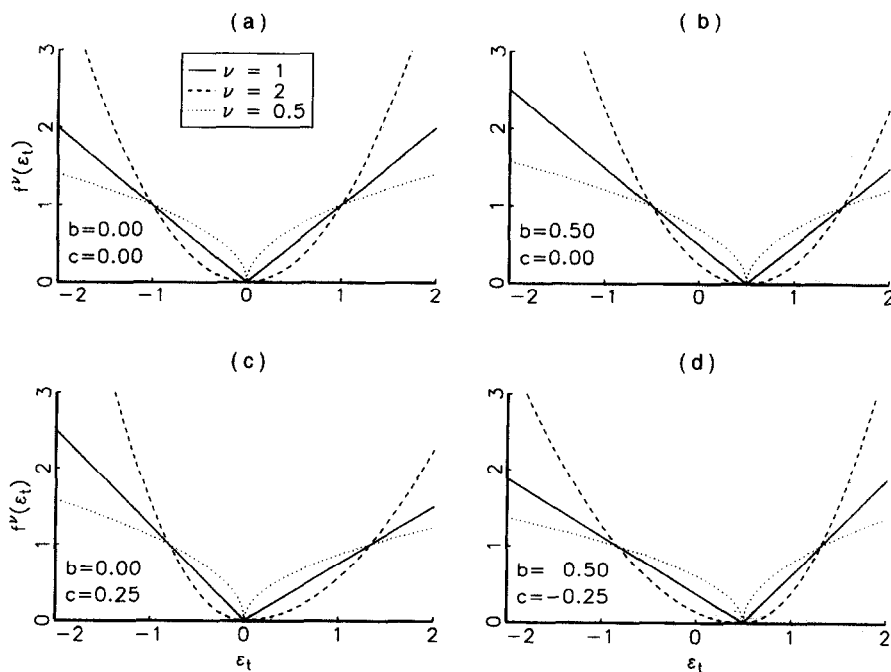 (a)
3
2
1
0
f^ν(ε_t)
ν = 1
ν = 2
ν = 0.5
b=0.00
c=0.00
−2 −1 0 1 2
(b)
3
2
1
0
b=0.50
c=0.00
−2 −1 0 1 2
(c)
3
2
1
0
f^ν(ε_t)
b=0.00
c=0.25
−2 −1 0 1 2
ε_t
(d)
3
2
1
0
b= 0.50
c=−0.25
−2 −1 0 1 2
ε_t